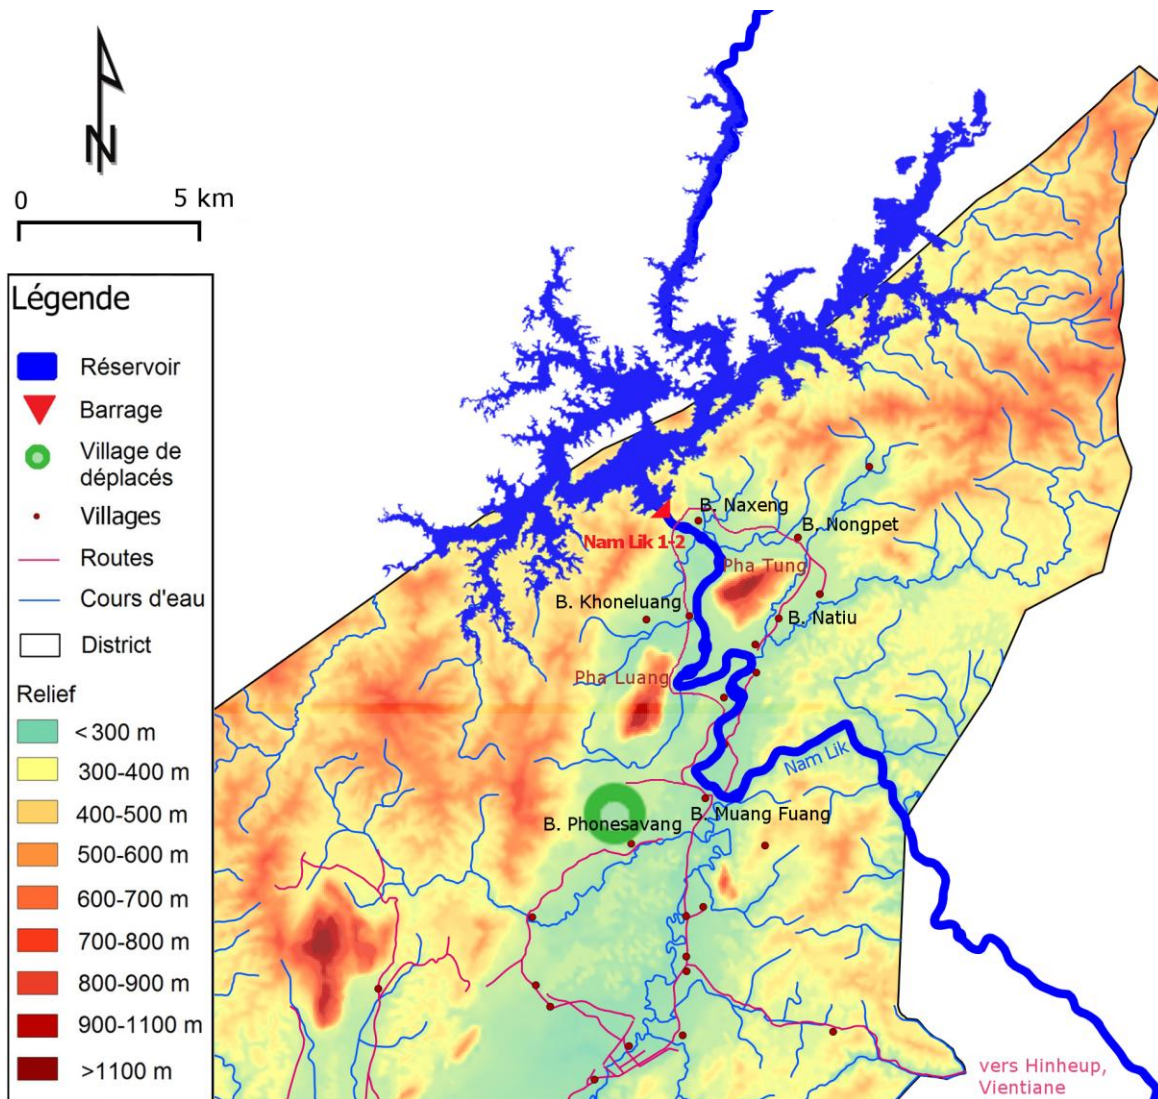 N
0 5 km
Légende
Réservoir
Barrage
Village de
déplacés
Villages
Routes
Cours d'eau
District
Relief
<300 m
300-400 m
400-500 m
500-600 m
600-700 m
700-800 m
800-900 m
900-1100 m
>1100 m
B. Naxeng
B. Nongpet
Nam Lik 1-2
Pha Tung
B. Khoneluang
B. Natiu
Pha Luang
Nam Lik
B. Phonesavang
B. Muang Fuang
vers Hinheup,
Vientiane